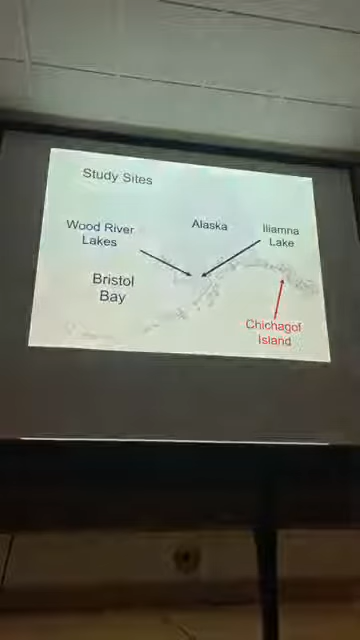 Study Sites
Wood River
Lakes
Alaska
Iliamna
Lake
Bristol
Bay
Chichagof
Island